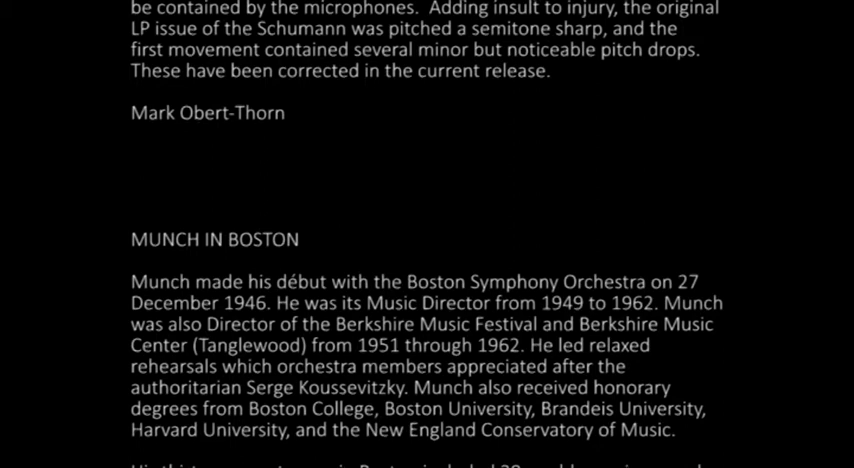 be contained by the microphones.  Adding insult to injury, the original
LP issue of the Schumann was pitched a semitone sharp, and the
first movement contained several minor but noticeable pitch drops.
These have been corrected in the current release.
Mark Obert-Thorn
MUNCH IN BOSTON
Munch made his début with the Boston Symphony Orchestra on 27
December 1946. He was its Music Director from 1949 to 1962. Munch
was also Director of the Berkshire Music Festival and Berkshire Music
Center (Tanglewood) from 1951 through 1962. He led relaxed
rehearsals which orchestra members appreciated after the
authoritarian Serge Koussevitzky. Munch also received honorary
degrees from Boston College, Boston University, Brandeis University,
Harvard University, and the New England Conservatory of Music.